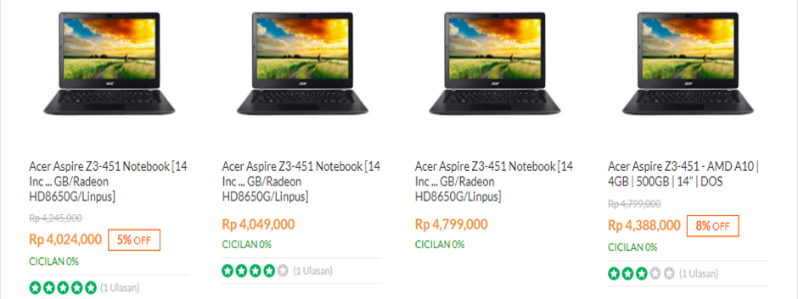 Acer Aspire Z3-451 Notebook [14
Inc ... GB/Radeon
HD8650G/Linpus]
Rp 4,245,000
Rp 4,024,000 5% OFF
CICILAN 0%
(1 Ulasan)
Acer Aspire Z3-451 Notebook [14
Inc ... GB/Radeon
HD8650G/Linpus]
Rp 4,049,000
CICILAN 0%
(1 Ulasan)
Acer Aspire Z3-451 Notebook [14
Inc ... GB/Radeon
HD8650G/Linpus]
Rp 4,799,000
CICILAN 0%
Acer Aspire Z3-451 - AMD A10 |
4GB | 500GB | 14" | DOS
Rp 4,799,000
Rp 4,388,000 8% OFF
CICILAN 0%
(1 Ulasan)